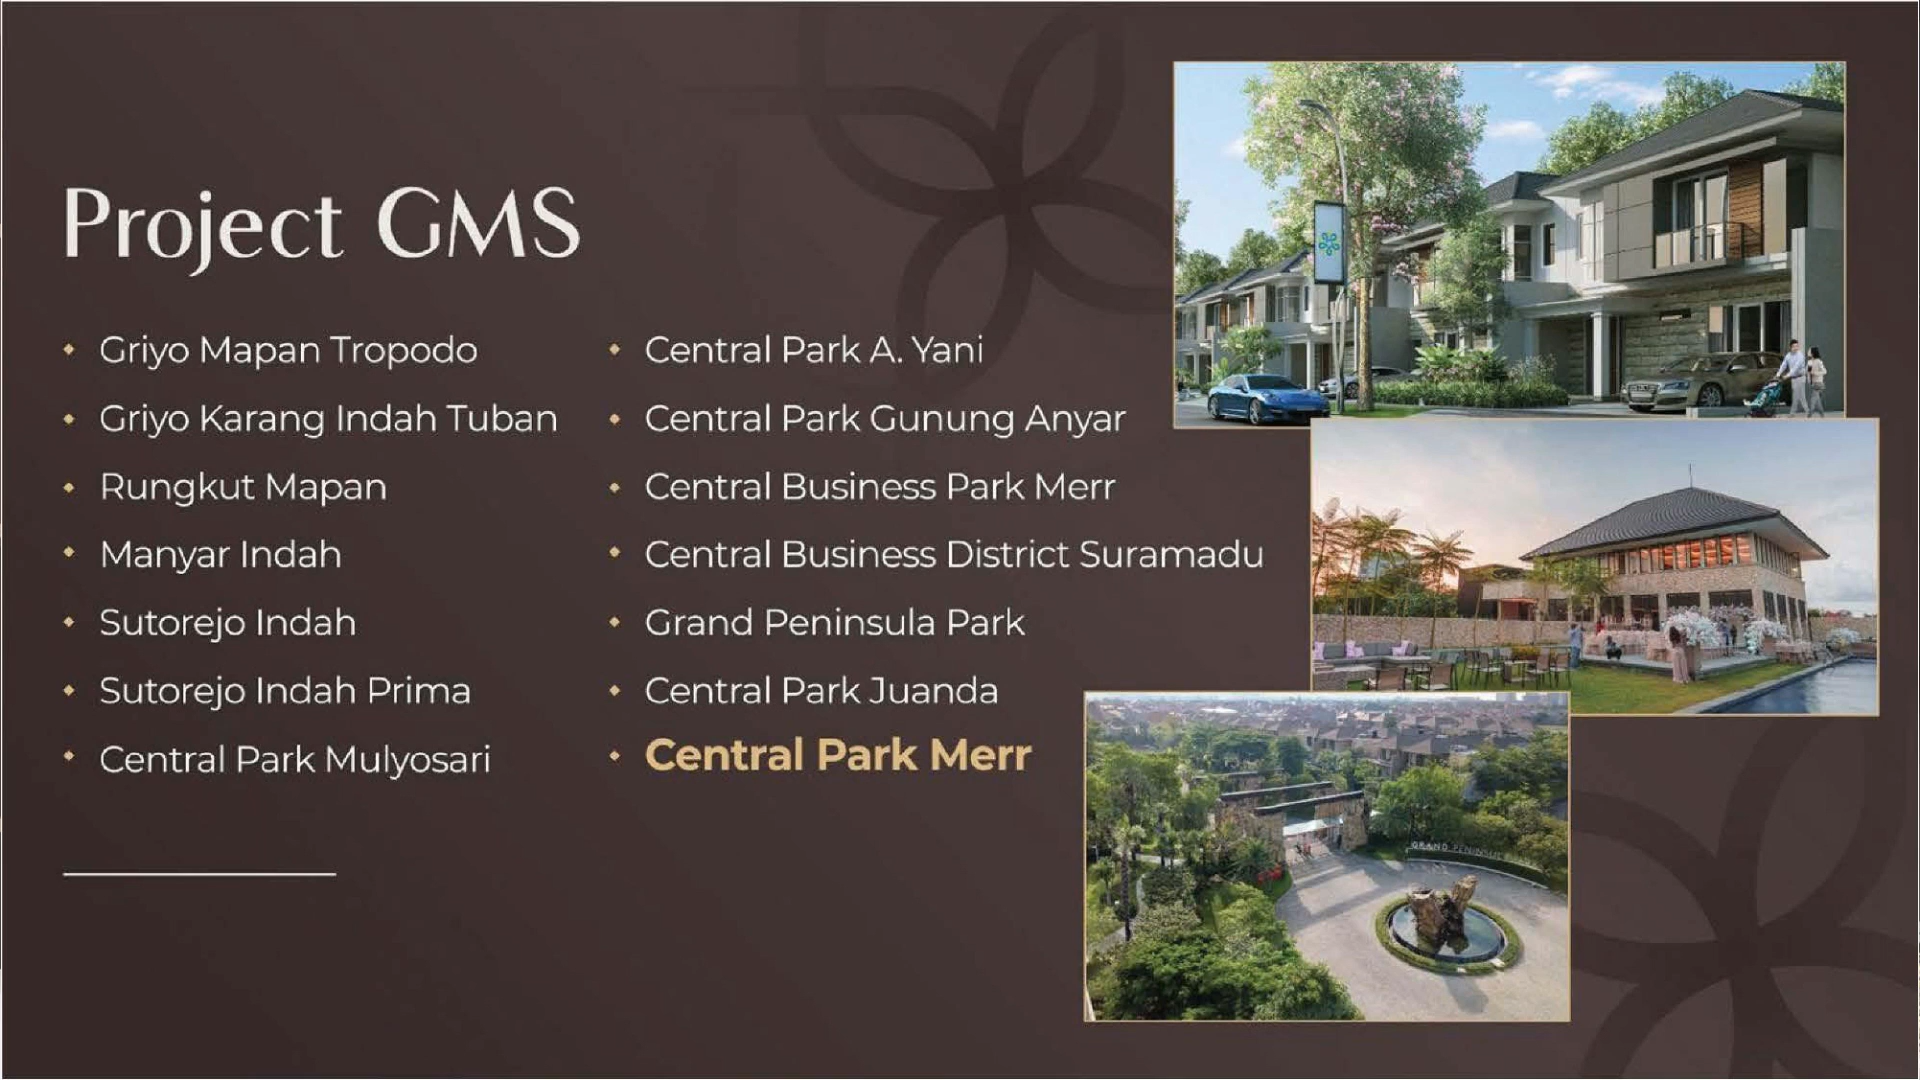 Project GMS
Griyo Mapan Tropodo
Griyo Karang Indah Tuban
Rungkut Mapan
Manyar Indah
Sutorejo Indah
Sutorejo Indah Prima
Central Park Mulyosari
Central Park A. Yani
Central Park Gunung Anyar
Central Business Park Merr
Central Business District Suramadu
Grand Peninsula Park
Central Park Juanda
Central Park Merr
GRAND PENINSUL